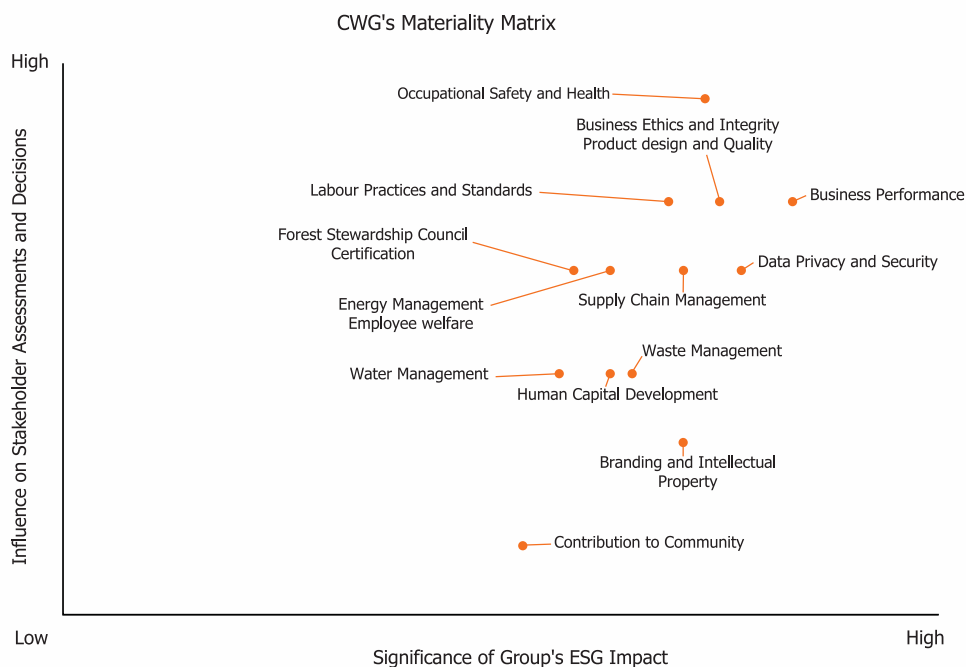 CWG's Materiality Matrix
High
Occupational Safety and Health
Business Ethics and Integrity
Product design and Quality
Labour Practices and Standards
Business Performance
Forest Stewardship Council
Certification
Data Privacy and Security
Energy Management
Employee welfare
Supply Chain Management
Waste Management
Water Management
Human Capital Development
Branding and Intellectual
Property
Contribution to Community
Influence on Stakeholder Assessments and Decisions
Low
High
Significance of Group's ESG Impact